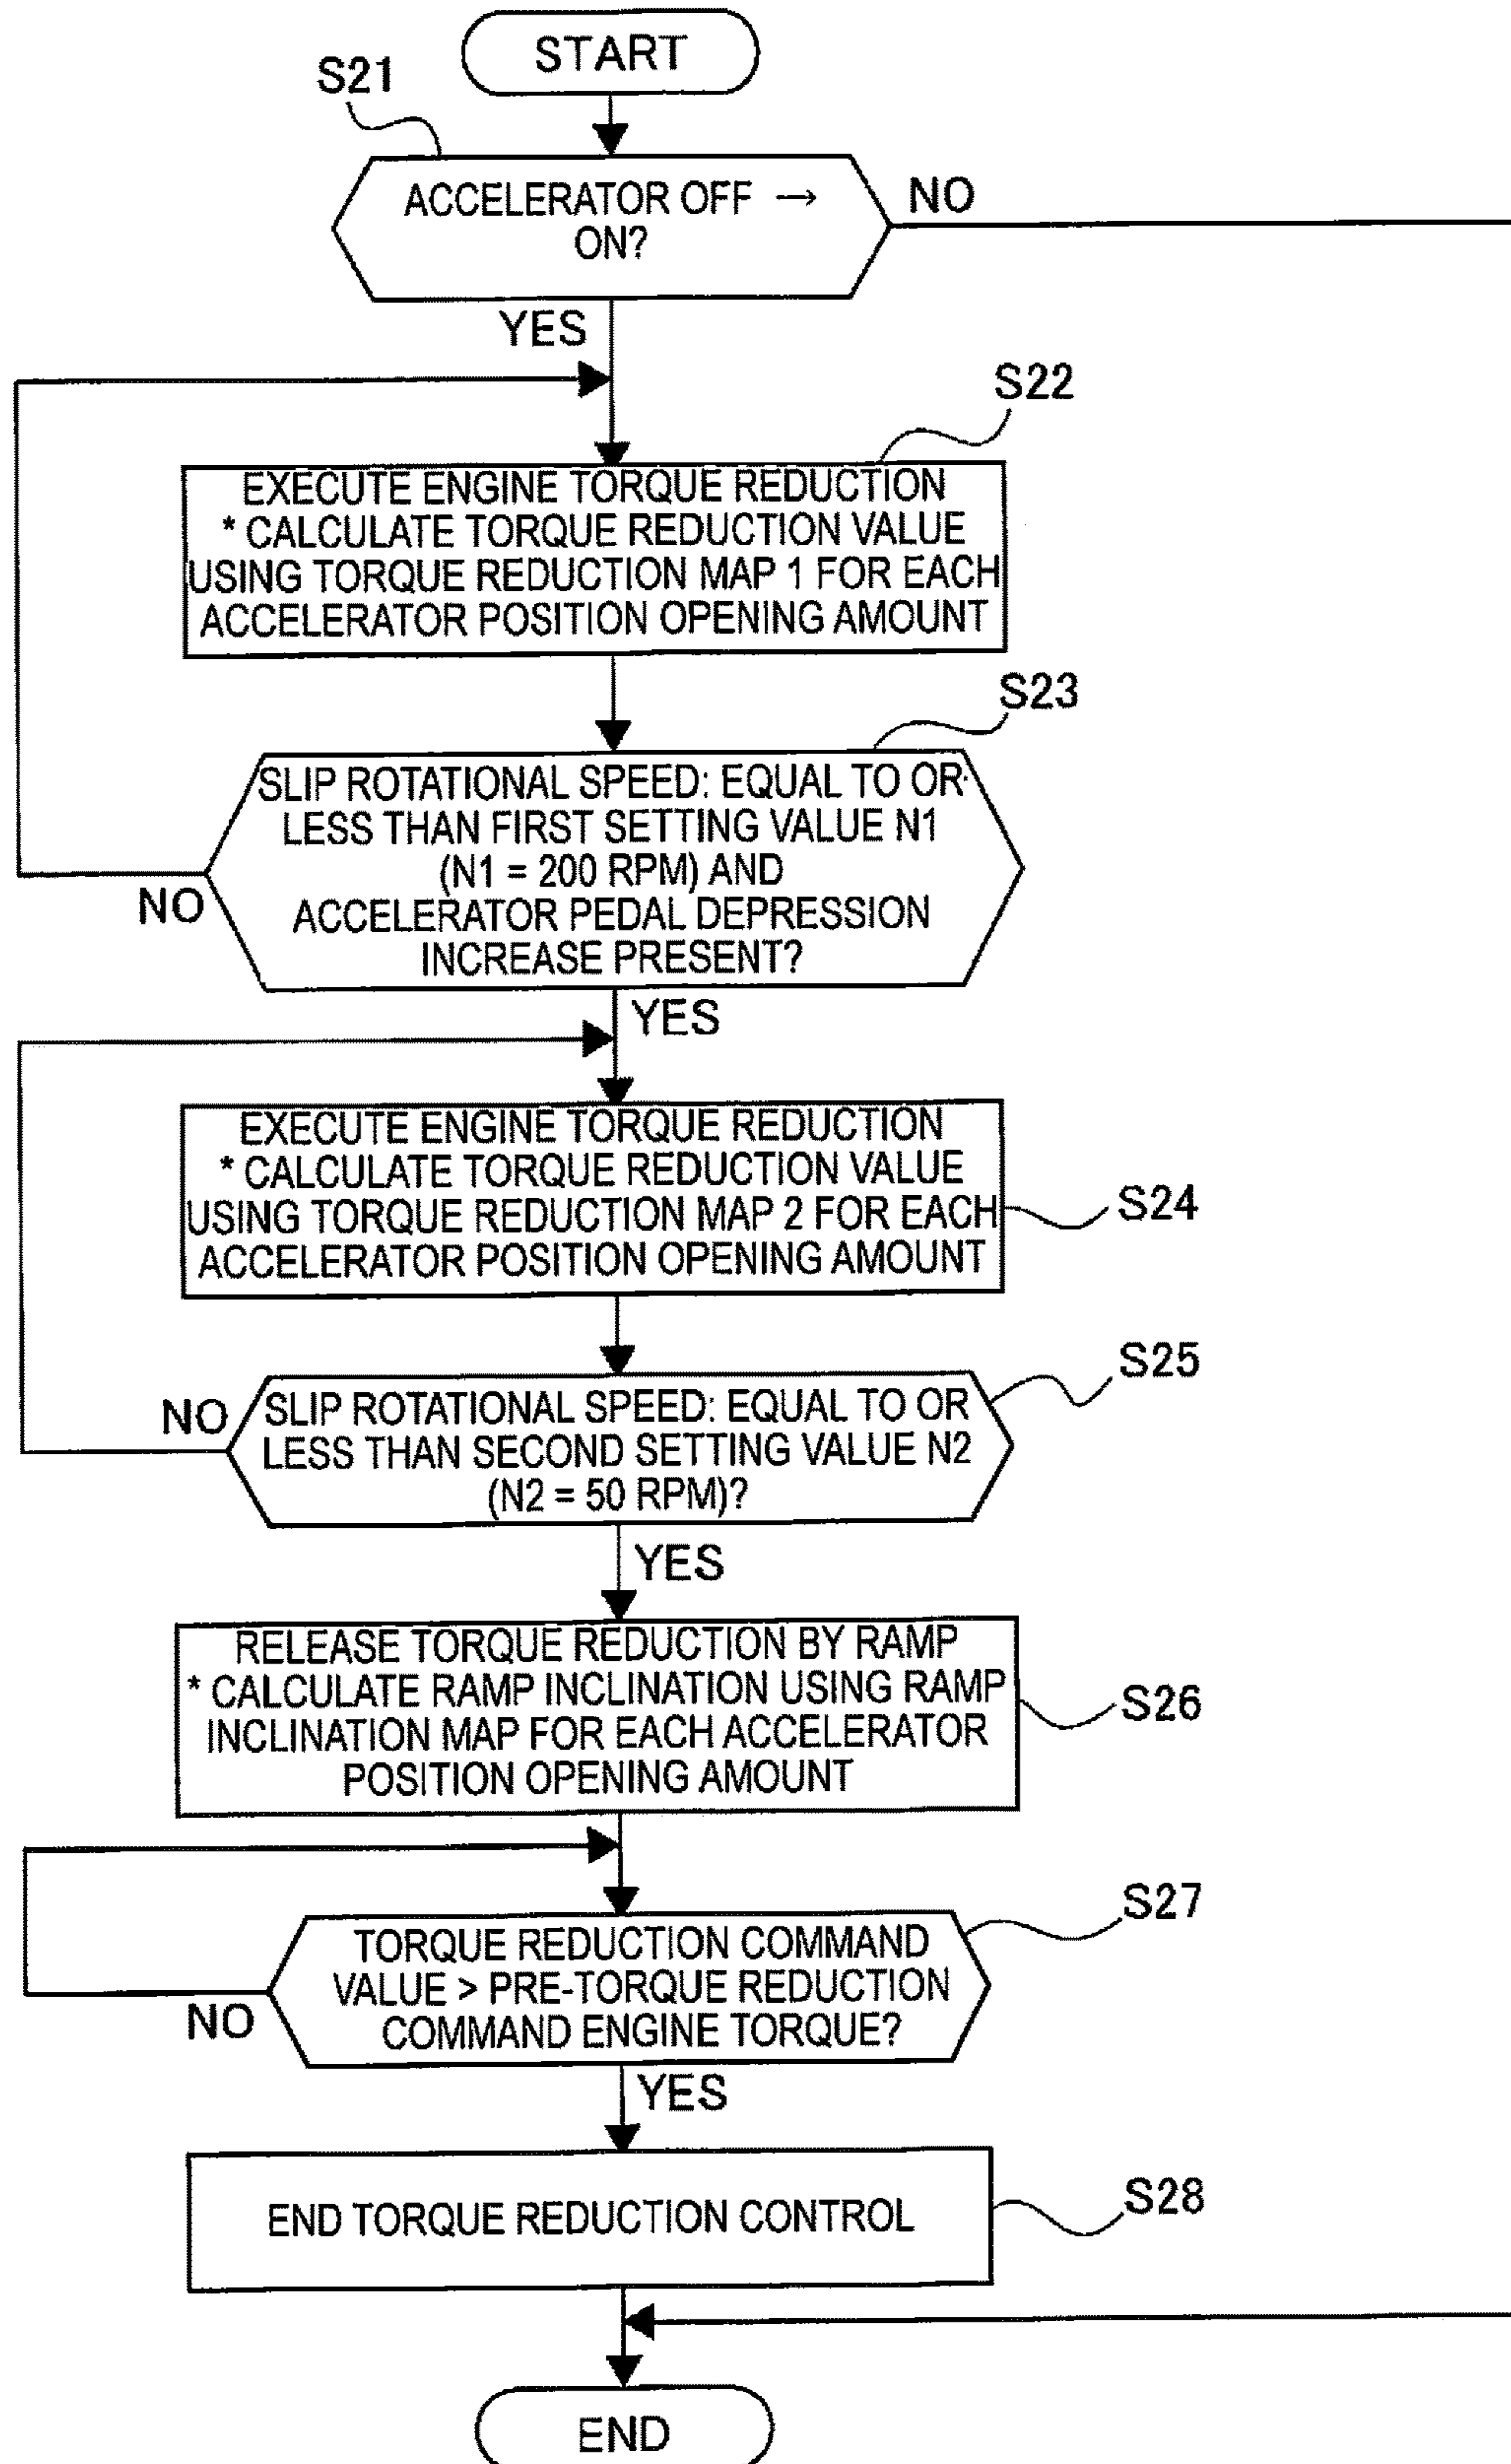 START
S21
ACCELERATOR OFF →
ON?
NO
YES
S22
EXECUTE ENGINE TORQUE REDUCTION
* CALCULATE TORQUE REDUCTION VALUE
USING TORQUE REDUCTION MAP 1 FOR EACH
ACCELERATOR POSITION OPENING AMOUNT
S23
SLIP ROTATIONAL SPEED: EQUAL TO OR
LESS THAN FIRST SETTING VALUE N1
(N1 = 200 RPM) AND
ACCELERATOR PEDAL DEPRESSION
INCREASE PRESENT?
NO
YES
EXECUTE ENGINE TORQUE REDUCTION
* CALCULATE TORQUE REDUCTION VALUE
USING TORQUE REDUCTION MAP 2 FOR EACH
ACCELERATOR POSITION OPENING AMOUNT
S24
S25
NO
SLIP ROTATIONAL SPEED: EQUAL TO OR
LESS THAN SECOND SETTING VALUE N2
(N2 = 50 RPM)?
YES
RELEASE TORQUE REDUCTION BY RAMP
* CALCULATE RAMP INCLINATION USING RAMP
INCLINATION MAP FOR EACH ACCELERATOR
POSITION OPENING AMOUNT
S26
S27
TORQUE REDUCTION COMMAND
VALUE > PRE-TORQUE REDUCTION
COMMAND ENGINE TORQUE?
NO
YES
END TORQUE REDUCTION CONTROL
S28
END